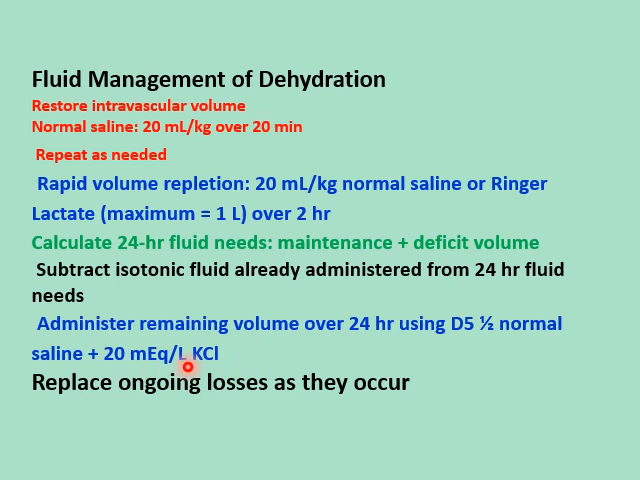 Fluid Management of Dehydration
Restore intravascular volume
Normal saline: 20 mL/kg over 20 min
Repeat as needed
Rapid volume repletion: 20 mL/kg normal saline or Ringer
Lactate (maximum = 1 L) over 2 hr
Calculate 24-hr fluid needs: maintenance + deficit volume
Subtract isotonic fluid already administered from 24 hr fluid
needs
Administer remaining volume over 24 hr using D5 ½ normal
saline + 20 mEq/L KCl
Replace ongoing losses as they occur